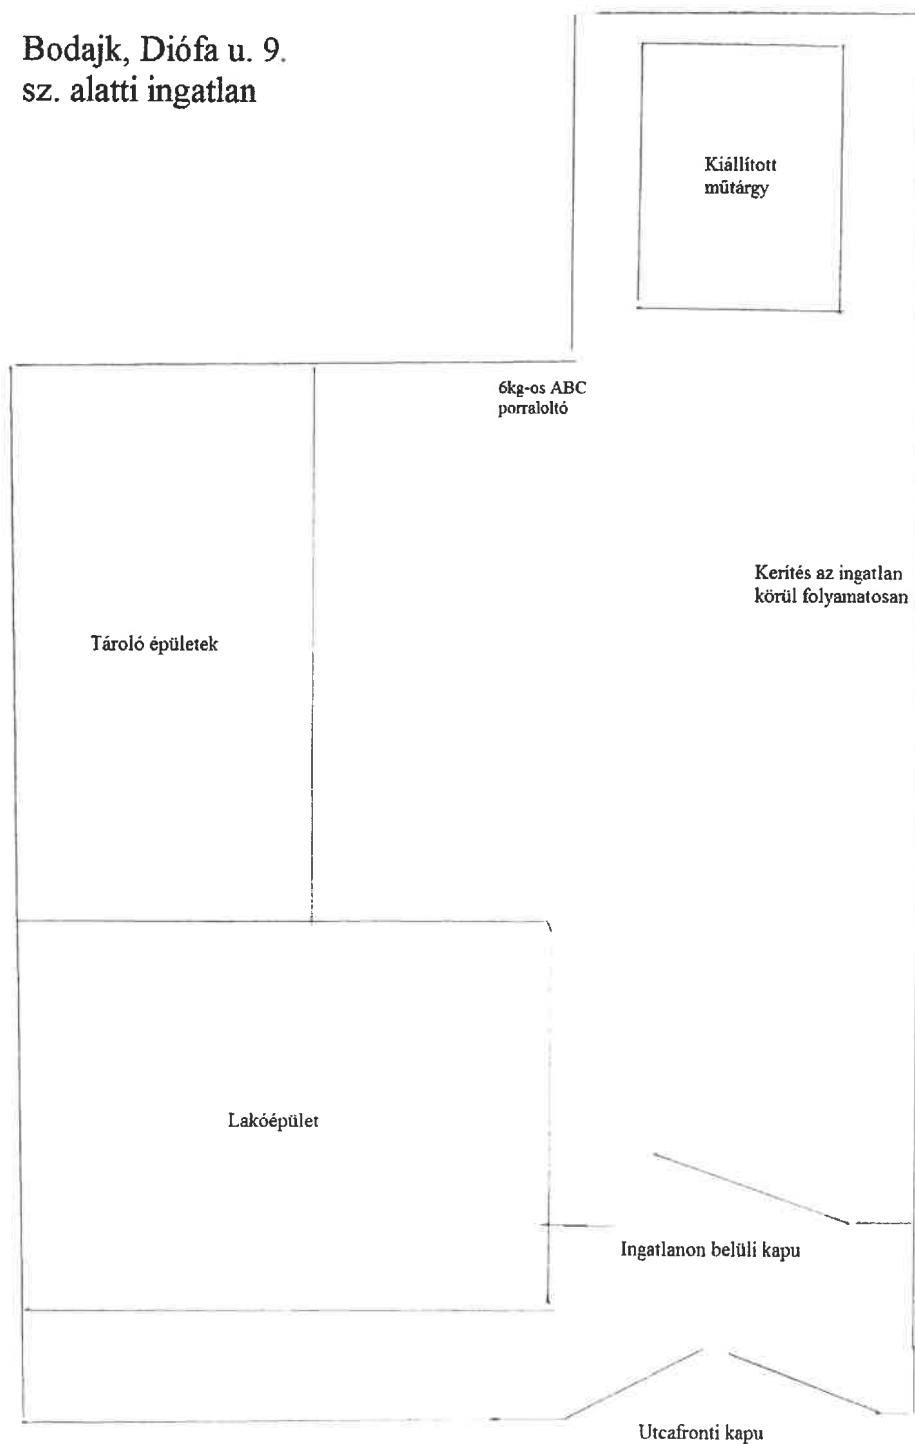 Bodajk, Diófa u. 9.
sz. alatti ingatlan
Kiállított
műtárgy
6kg-os ABC
porraloltó
Kerítés az ingatlan
körül folyamatosan
Tároló épületek
Lakóépület
Ingatlanon belüli kapu
Utcafronti kapu